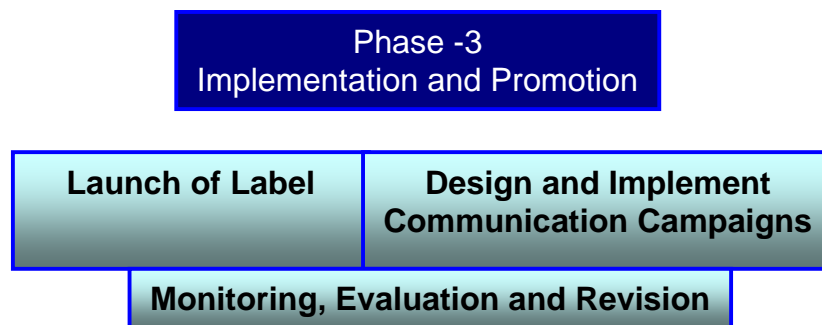 Phase -3
Implementation and Promotion
Launch of Label
Design and Implement
Communication Campaigns
Monitoring, Evaluation and Revision